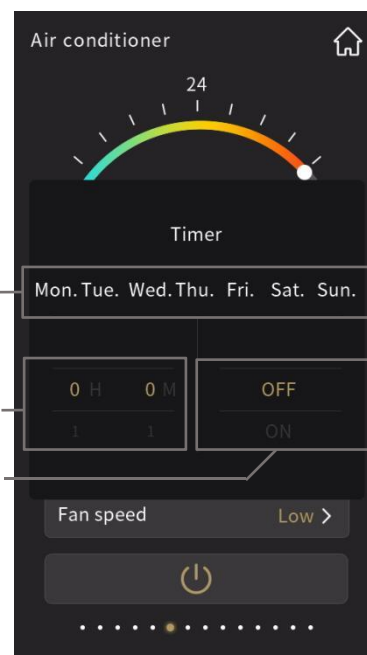 Air conditioner
24
Timer
Mon. Tue. Wed. Thu. Fri. Sat. Sun.
0 H 0 M OFF
1 1 ON
Fan speed Low >